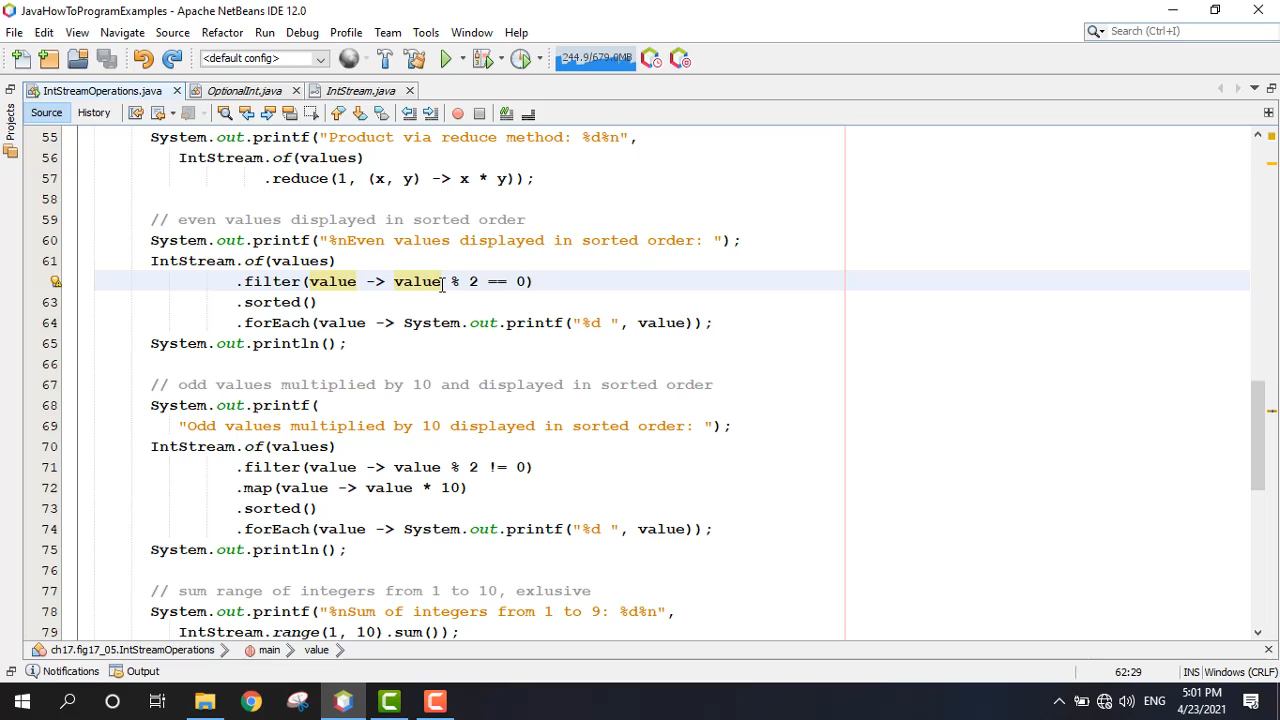 JavaHowToProgramExamples - Apache NetBeans IDE 12.0
File Edit View Navigate Source Refactor Run Debug Profile Team Tools Window Help
Search (Ctrl+I)
<default config>
244.9/679.0MB
IntStreamOperations.java OptionalInt.java IntStream.java
Source History
Projects
55 System.out.printf("Product via reduce method: %d%n",
56 IntStream.of(values)
57 .reduce(1, (x, y) -> x * y));
58
59 // even values displayed in sorted order
60 System.out.printf("%nEven values displayed in sorted order: ");
61 IntStream.of(values)
.filter(value -> value % 2 == 0)
63 .sorted()
64 .forEach(value -> System.out.printf("%d ", value));
65 System.out.println();
66
67 // odd values multiplied by 10 and displayed in sorted order
68 System.out.printf(
69 "Odd values multiplied by 10 displayed in sorted order: ");
70 IntStream.of(values)
71 .filter(value -> value % 2 != 0)
72 .map(value -> value * 10)
73 .sorted()
74 .forEach(value -> System.out.printf("%d ", value));
75 System.out.println();
76
77 // sum range of integers from 1 to 10, exlusive
78 System.out.printf("%nSum of integers from 1 to 9: %d%n",
79 IntStream.range(1, 10).sum());
ch17.fig17_05.IntStreamOperations main value
Notifications Output 62:29 INS Windows (CRLF)
ENG
5:01 PM
4/23/2021